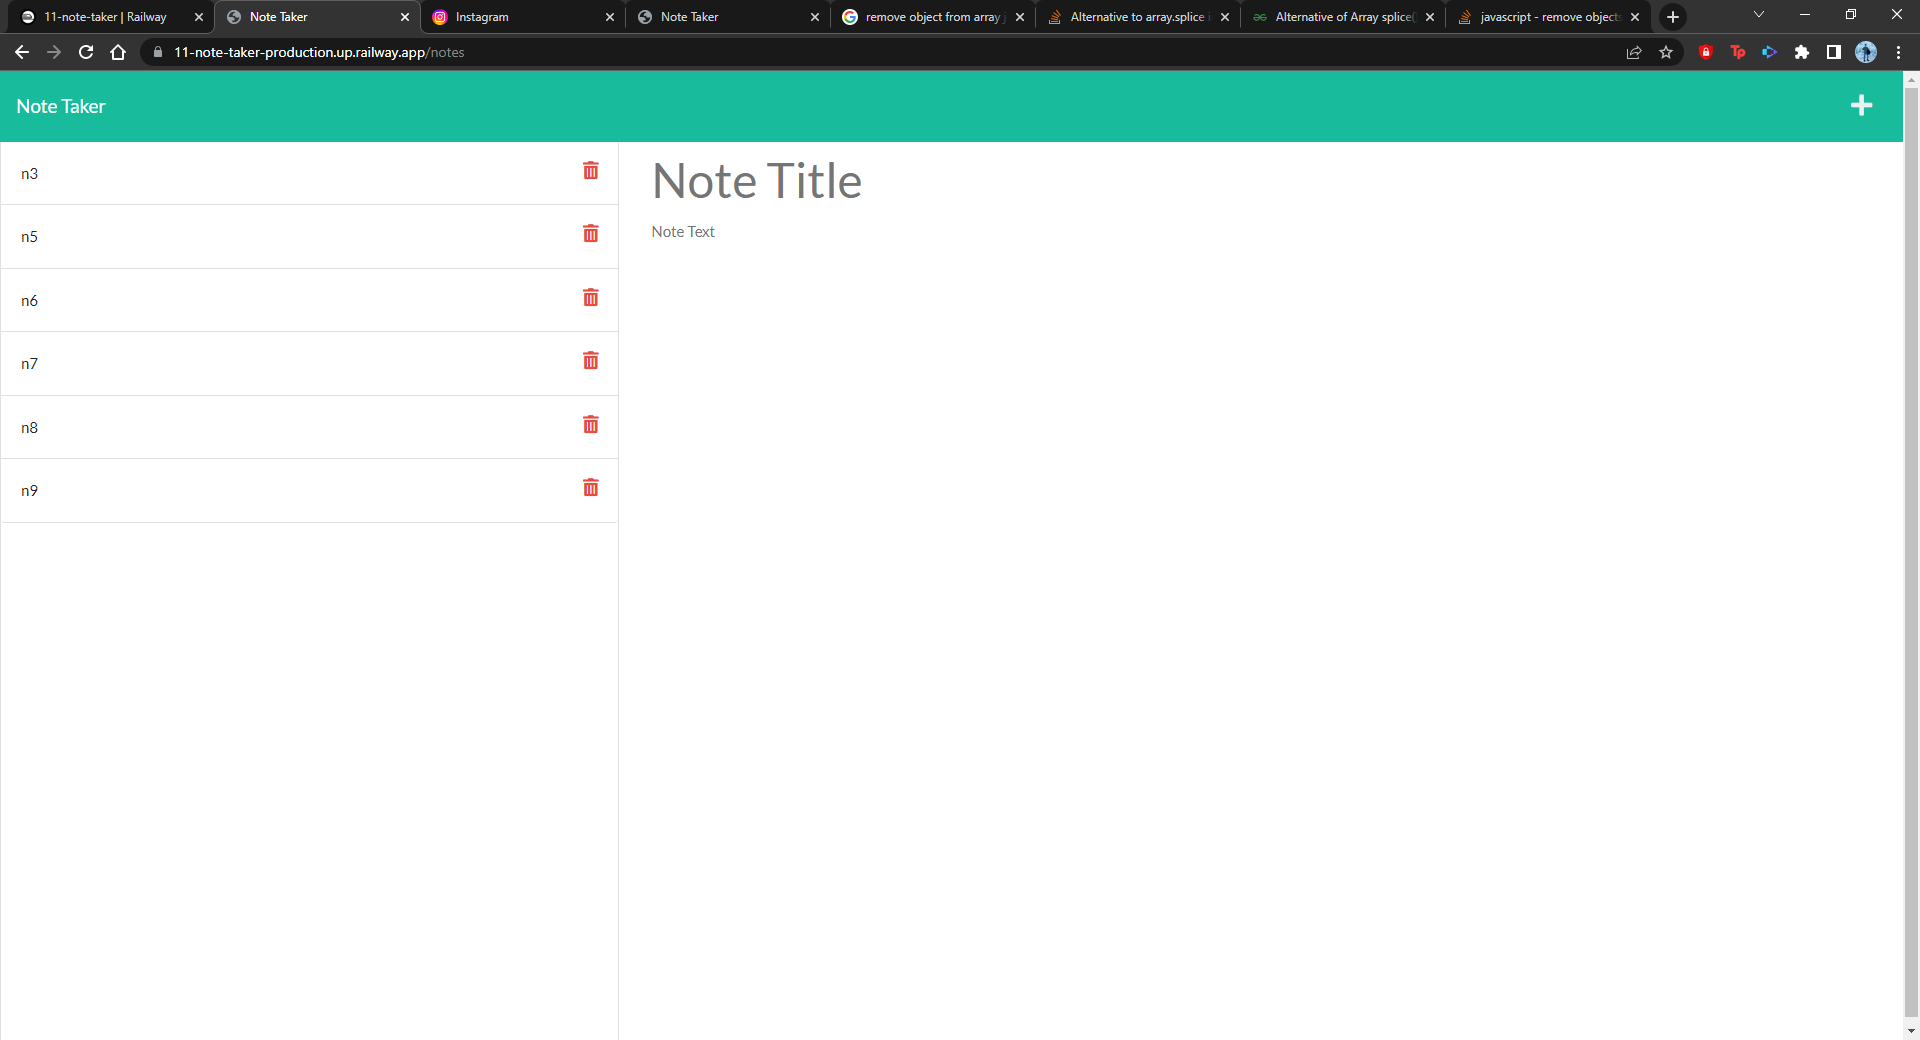 11-note-taker | Railway
Note Taker
Instagram
Note Taker
remove object from array
Alternative to array.splice
Alternative of Array splice(
javascript - remove objects
11-note-taker-production.up.railway.app/notes
Tp
Note Taker
n3
n5
n6
n7
n8
n9
Note Title
Note Text